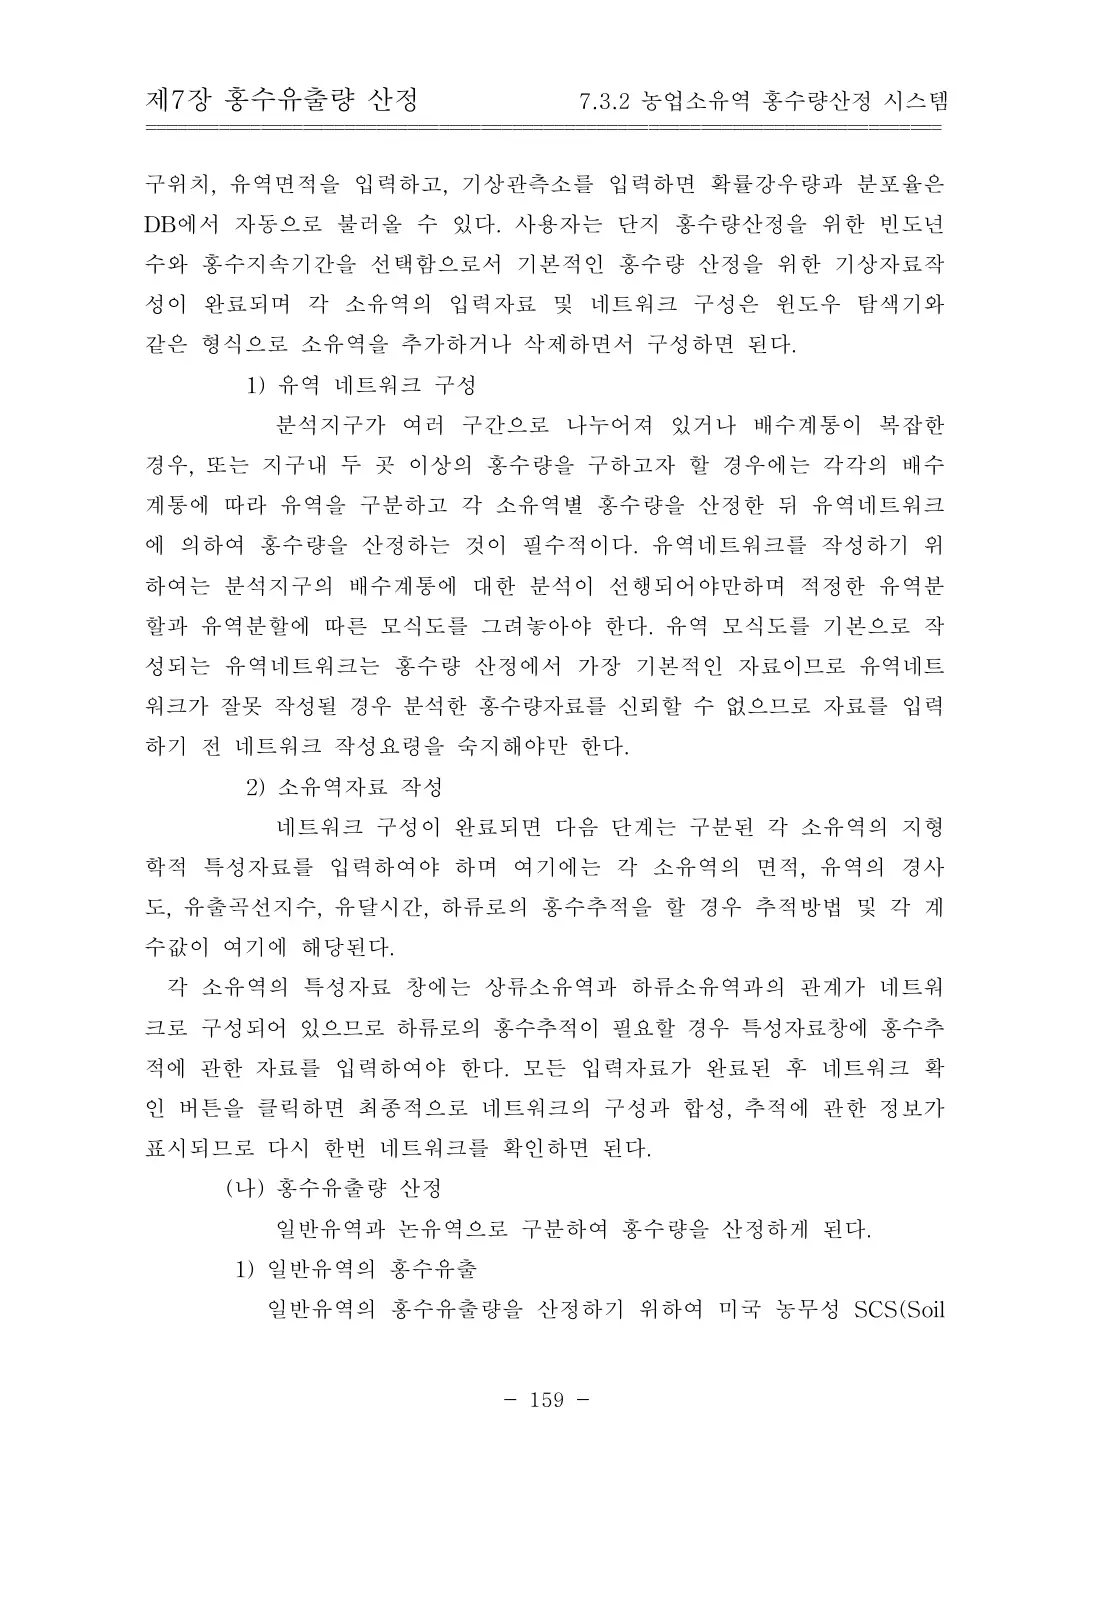 제7장 홍수유출량 산정 7.3.2 농업소유역 홍수량산정 시스템
구위치, 유역면적을 입력하고, 기상관측소를 입력하면 확률강우량과 분포율은
DB에서 자동으로 불러올 수 있다. 사용자는 단지 홍수량산정을 위한 빈도년
수와 홍수지속기간을 선택함으로서 기본적인 홍수량 산정을 위한 기상자료작
성이 완료되며 각 소유역의 입력자료 및 네트워크 구성은 윈도우 탐색기와
같은 형식으로 소유역을 추가하거나 삭제하면서 구성하면 된다.
1) 유역 네트워크 구성
분석지구가 여러 구간으로 나누어져 있거나 배수계통이 복잡한
경우, 또는 지구내 두 곳 이상의 홍수량을 구하고자 할 경우에는 각각의 배수
계통에 따라 유역을 구분하고 각 소유역별 홍수량을 산정한 뒤 유역네트워크
에 의하여 홍수량을 산정하는 것이 필수적이다. 유역네트워크를 작성하기 위
하여는 분석지구의 배수계통에 대한 분석이 선행되어야만하며 적정한 유역분
할과 유역분할에 따른 모식도를 그려놓아야 한다. 유역 모식도를 기본으로 작
성되는 유역네트워크는 홍수량 산정에서 가장 기본적인 자료이므로 유역네트
워크가 잘못 작성될 경우 분석한 홍수량자료를 신뢰할 수 없으므로 자료를 입력
하기 전 네트워크 작성요령을 숙지해야만 한다.
2) 소유역자료 작성
네트워크 구성이 완료되면 다음 단계는 구분된 각 소유역의 지형
학적 특성자료를 입력하여야 하며 여기에는 각 소유역의 면적, 유역의 경사
도, 유출곡선지수, 유달시간, 하류로의 홍수추적을 할 경우 추적방법 및 각 계
수값이 여기에 해당된다.
각 소유역의 특성자료 창에는 상류소유역과 하류소유역과의 관계가 네트워
크로 구성되어 있으므로 하류로의 홍수추적이 필요할 경우 특성자료창에 홍수추
적에 관한 자료를 입력하여야 한다. 모든 입력자료가 완료된 후 네트워크 확
인 버튼을 클릭하면 최종적으로 네트워크의 구성과 합성, 추적에 관한 정보가
표시되므로 다시 한번 네트워크를 확인하면 된다.
(나) 홍수유출량 산정
일반유역과 논유역으로 구분하여 홍수량을 산정하게 된다.
1) 일반유역의 홍수유출
일반유역의 홍수유출량을 산정하기 위하여 미국 농무성 SCS(Soil
- 159 -